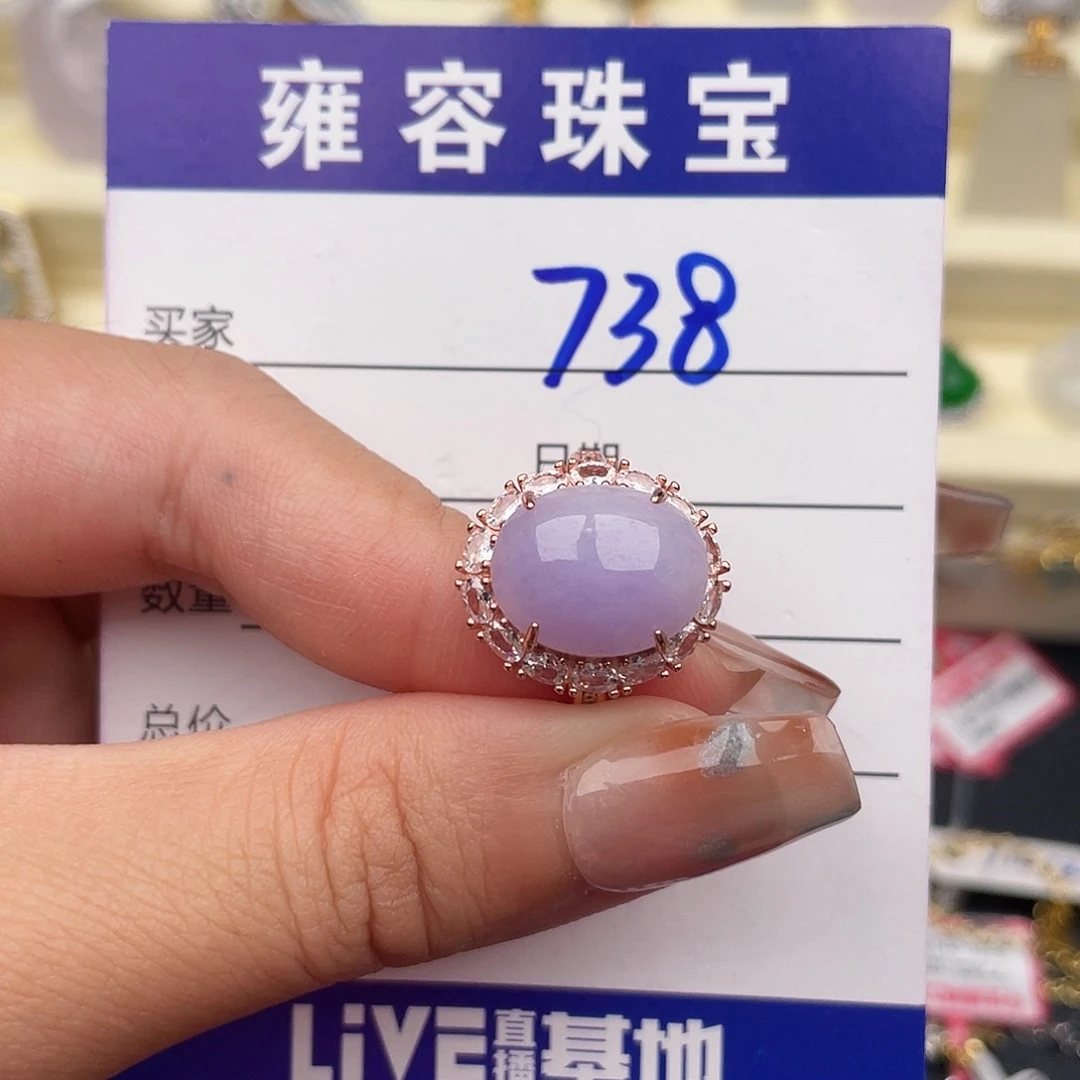 雍容珠宝
买家 738
日期
数量
总价
LiVE直播基地